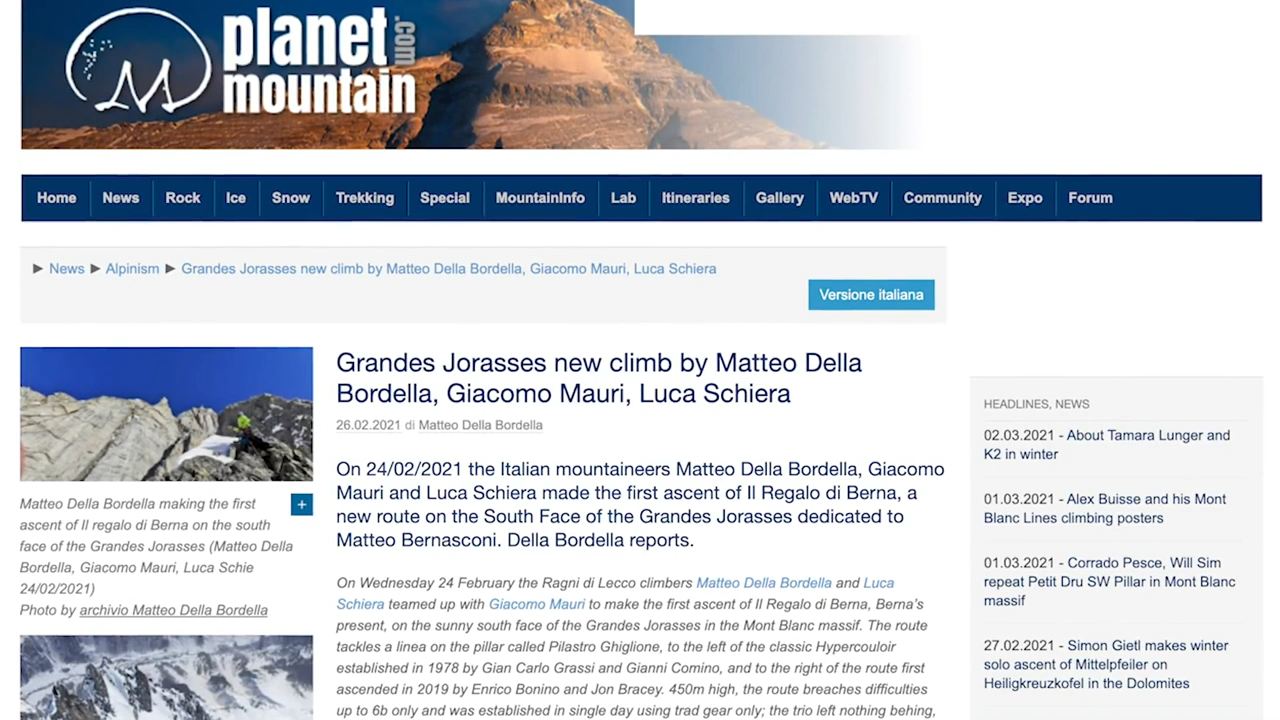 planet
.com
mountain
Home News Rock Ice Snow Trekking Special MountainInfo Lab Itineraries Gallery WebTV Community Expo Forum
News Alpinism Grandes Jorasses new climb by Matteo Della Bordella, Giacomo Mauri, Luca Schiera
Versione italiana
Matteo Della Bordella making the first
ascent of Il regalo di Berna on the south
face of the Grandes Jorasses (Matteo Della
Bordella, Giacomo Mauri, Luca Schie
24/02/2021)
Photo by archivio Matteo Della Bordella
+
Grandes Jorasses new climb by Matteo Della
Bordella, Giacomo Mauri, Luca Schiera
26.02.2021 di Matteo Della Bordella
On 24/02/2021 the Italian mountaineers Matteo Della Bordella, Giacomo
Mauri and Luca Schiera made the first ascent of Il Regalo di Berna, a
new route on the South Face of the Grandes Jorasses dedicated to
Matteo Bernasconi. Della Bordella reports.
On Wednesday 24 February the Ragni di Lecco climbers Matteo Della Bordella and Luca
Schiera teamed up with Giacomo Mauri to make the first ascent of Il Regalo di Berna, Berna's
present, on the sunny south face of the Grandes Jorasses in the Mont Blanc massif. The route
tackles a linea on the pillar called Pilastro Ghiglione, to the left of the classic Hypercouloir
established in 1978 by Gian Carlo Grassi and Gianni Comino, and to the right of the route first
ascended in 2019 by Enrico Bonino and Jon Bracey. 450m high, the route breaches difficulties
up to 6b only and was established in single day using trad gear only; the trio left nothing behing,
HEADLINES, NEWS
02.03.2021 - About Tamara Lunger and
K2 in winter
01.03.2021 - Alex Buisse and his Mont
Blanc Lines climbing posters
01.03.2021 - Corrado Pesce, Will Sim
repeat Petit Dru SW Pillar in Mont Blanc
massif
27.02.2021 - Simon Gietl makes winter
solo ascent of Mittelpfeiler on
Heiligkreuzkofel in the Dolomites